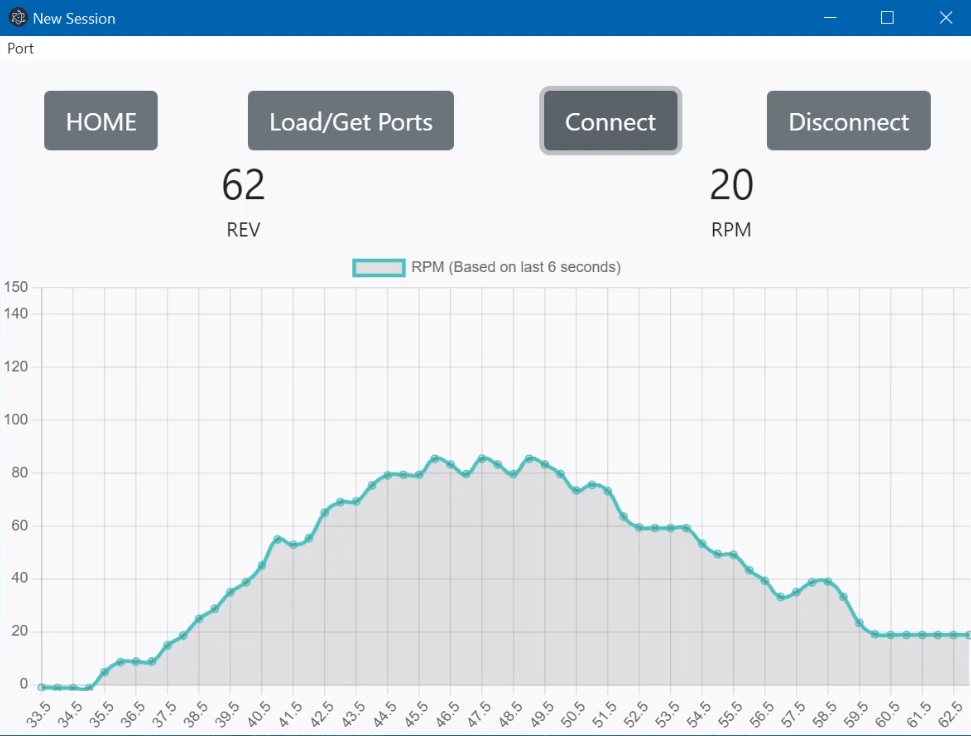 New Session
Port
HOME Load/Get Ports Connect Disconnect
62 20
REV RPM
RPM (Based on last 6 seconds)
150
140
120
100
80
60
40
20
0
33.5 34.5 35.5 36.5 37.5 38.5 39.5 40.5 41.5 42.5 43.5 44.5 45.5 46.5 47.5 48.5 49.5 50.5 51.5 52.5 53.5 54.5 55.5 56.5 57.5 58.5 59.5 60.5 61.5 62.5